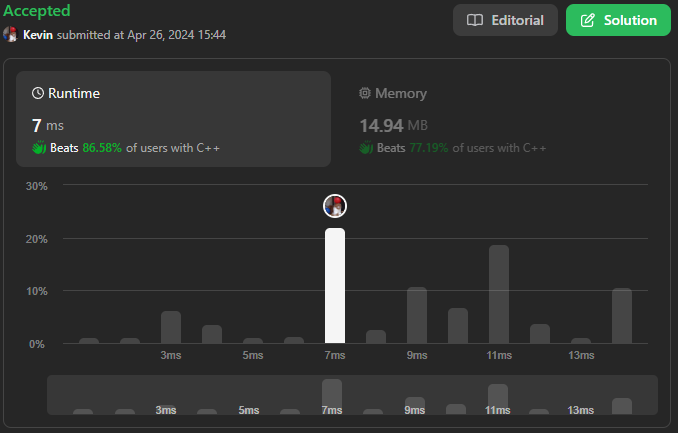 Accepted
Editorial
Solution
Kevin submitted at Apr 26, 2024 15:44
Runtime
7 ms
Beats 86.58% of users with C++
Memory
14.94 MB
Beats 77.19% of users with C++
30%
20%
10%
0%
3ms 5ms 7ms 9ms 11ms 13ms
3ms 5ms 7ms 9ms 11ms 13ms